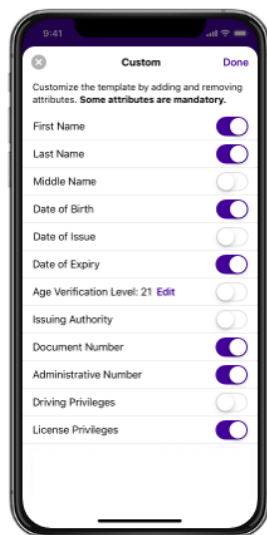 9:41
Custom Done
Customize the template by adding and removing
attributes. Some attributes are mandatory.
First Name
Last Name
Middle Name
Date of Birth
Date of Issue
Date of Expiry
Age Verification Level: 21 Edit
Issuing Authority
Document Number
Administrative Number
Driving Privileges
License Privileges